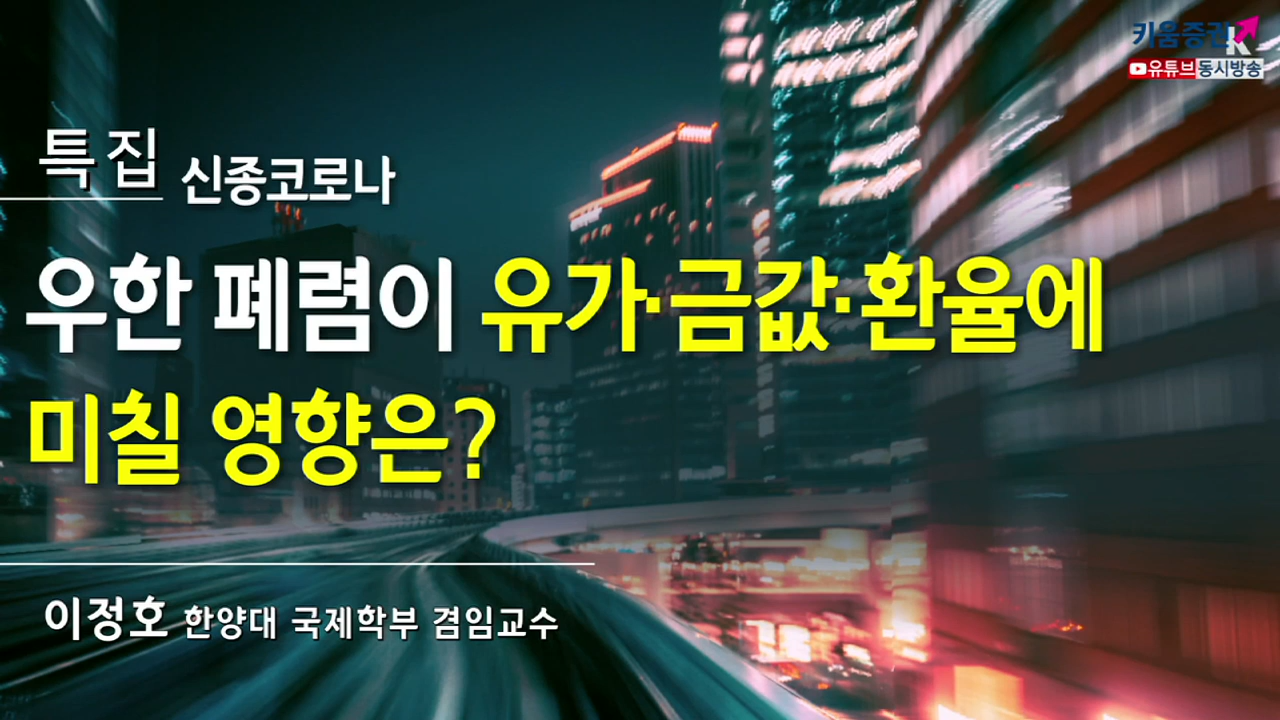 키움증권
유튜브 동시방송
특집 신종코로나
우한 폐렴이 유가·금값·환율에
미칠 영향은?
이정호 한양대 국제학부 겸임교수